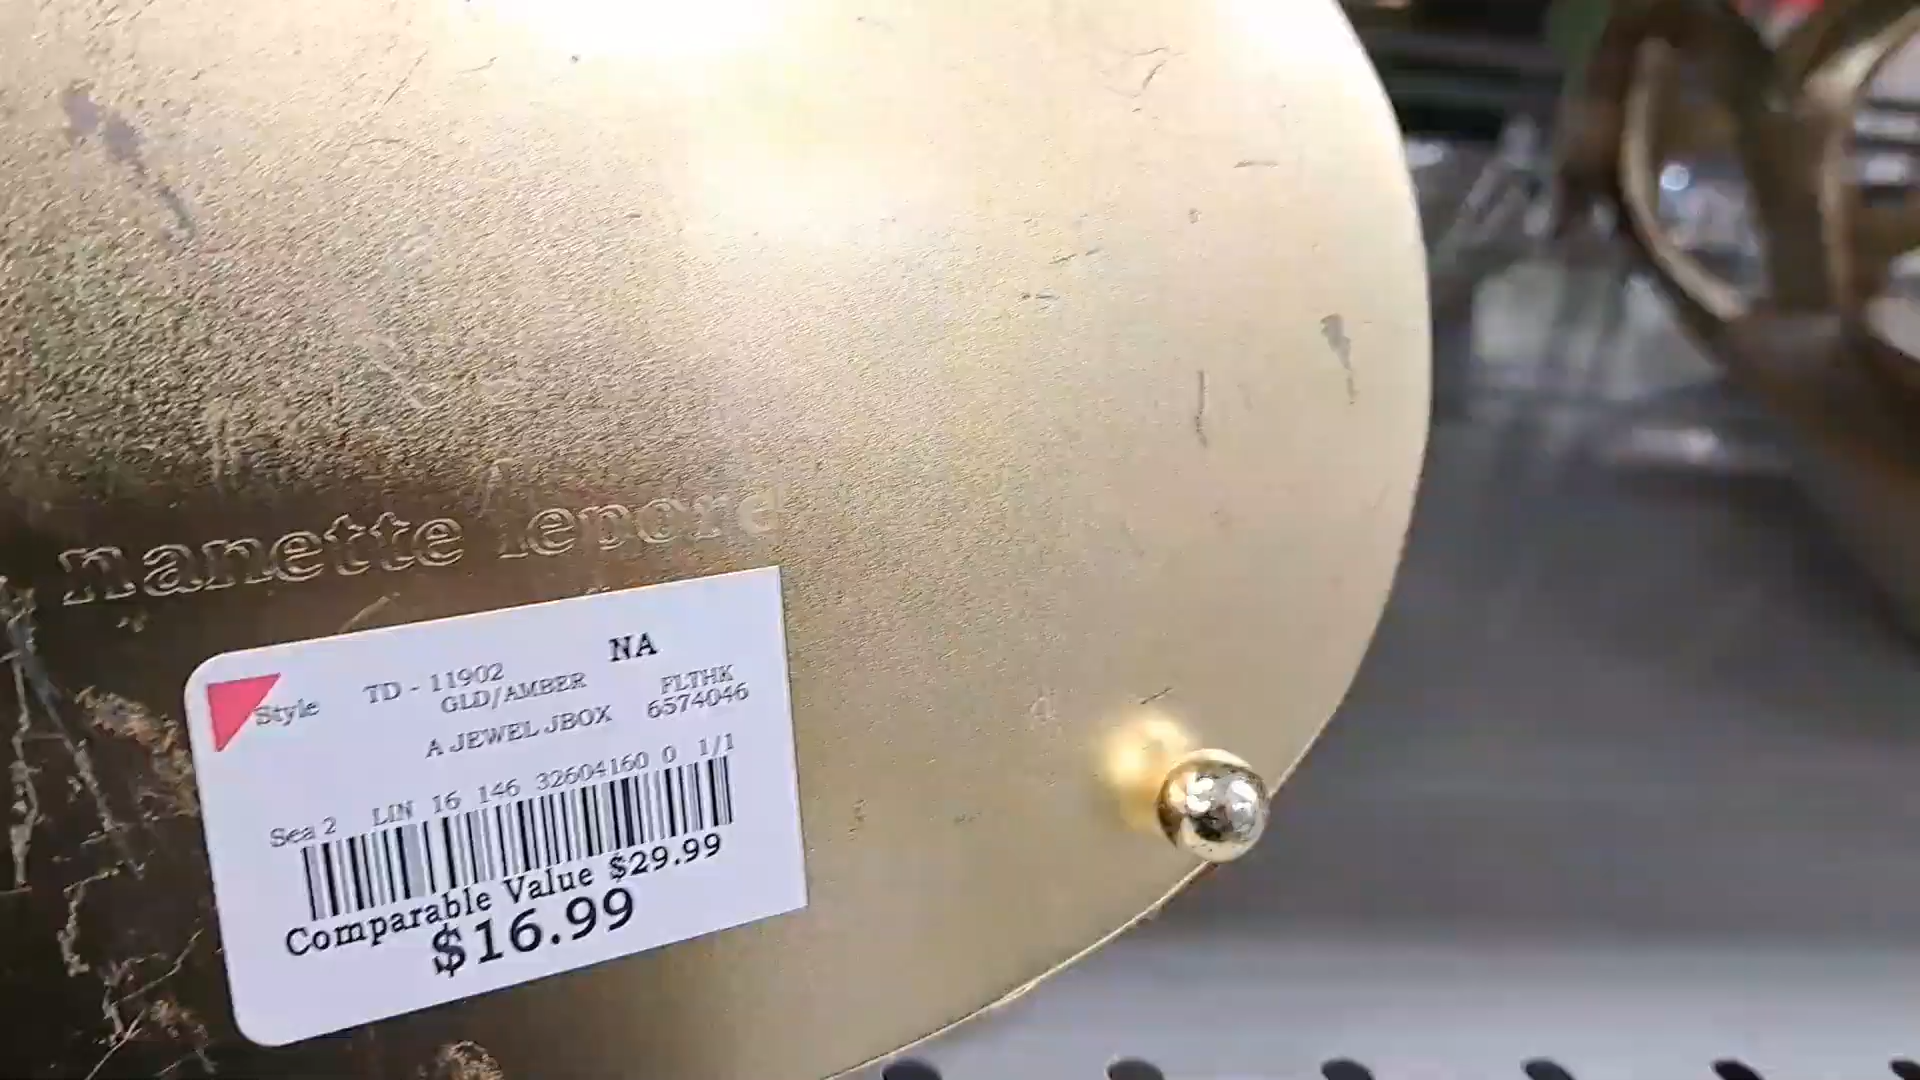 nanette lepore
NA
Style TD - 11902 FLTHK
GLD/AMBER 6574046
A JEWEL JBOX
Sea 2 LIN 16 146 32604160 0 1/1
Comparable Value $29.99
$16.99